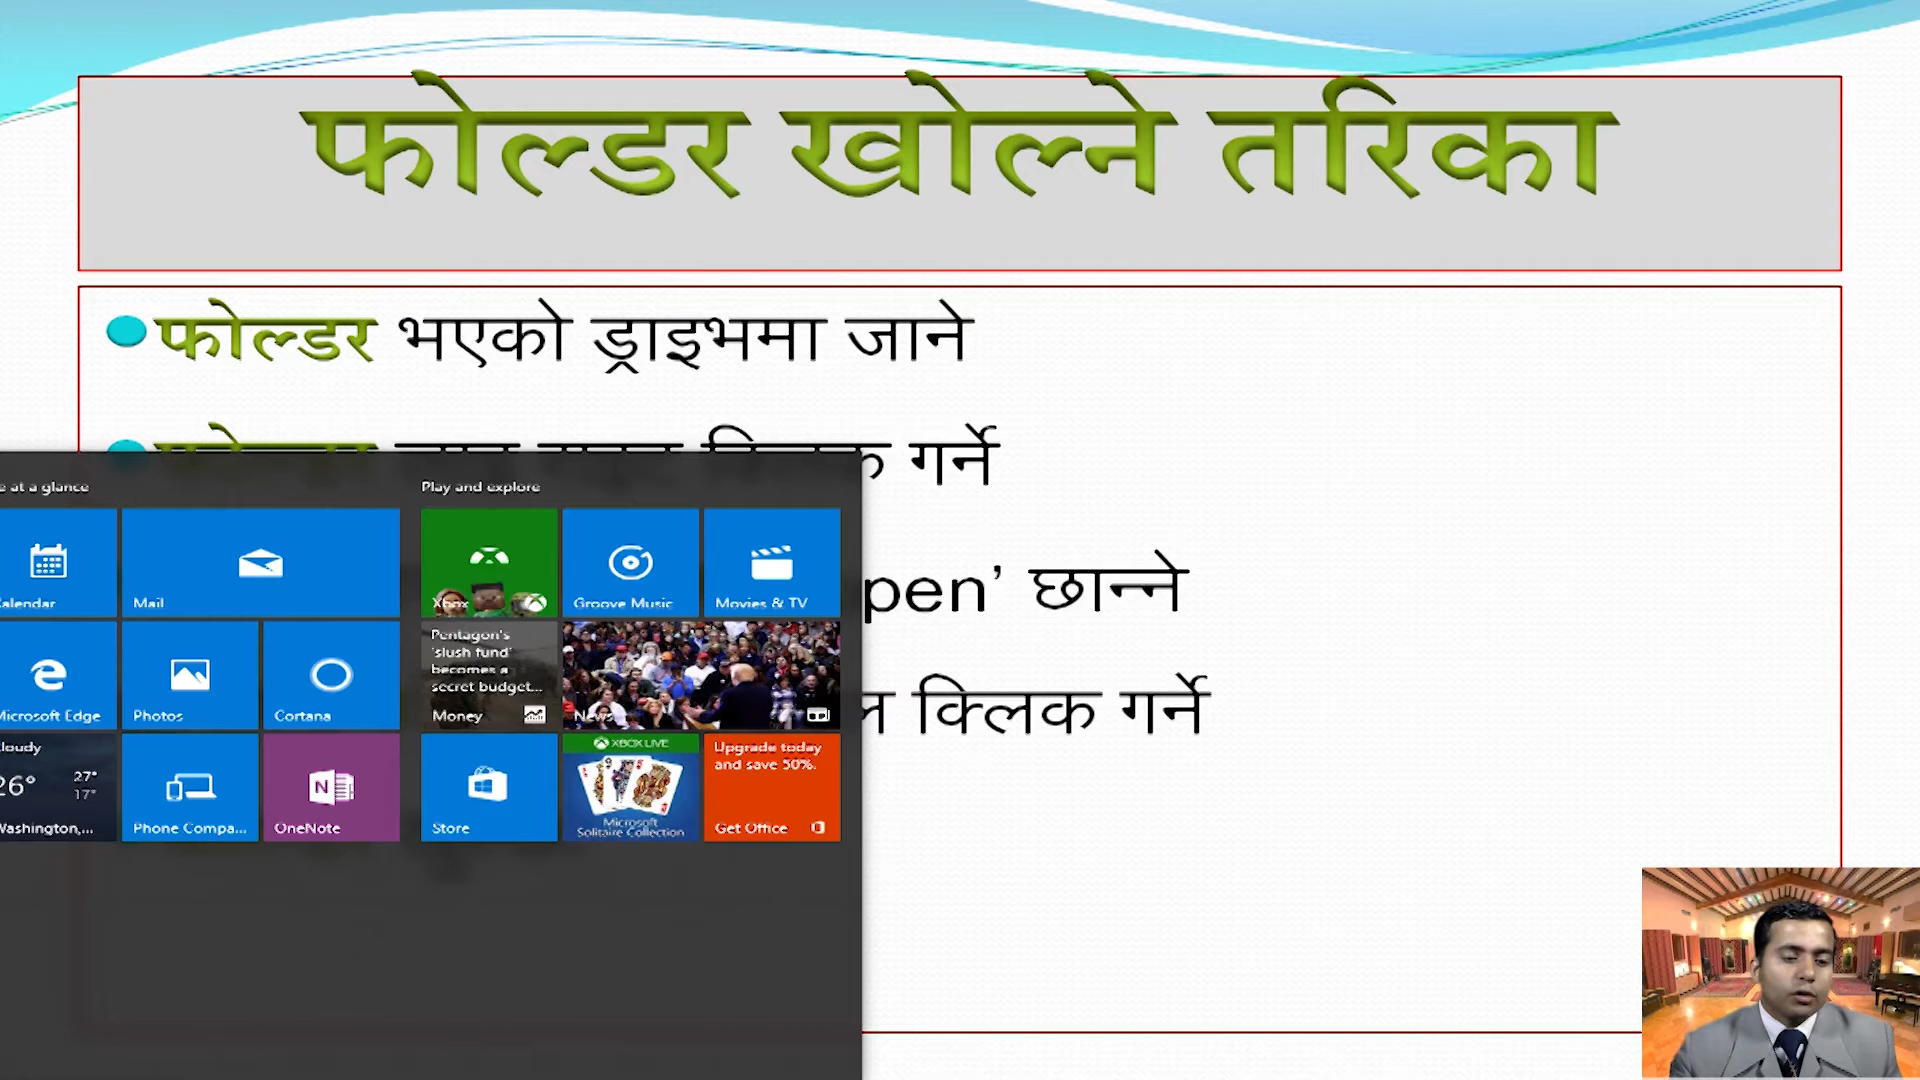 फोल्डर खोल्ने तरिका
फोल्डर भएको ड्राइभमा जाने
गर्ने
pen’ छान्ने
क्लिक गर्ने
e at a glance
Play and explore
alendar
Mail
Xbox
Groove Music
Movies & TV
Microsoft Edge
Photos
Cortana
Pentagon's
'slush fund'
becomes a
secret budget...
Money
News
loudy
26°
27°
17°
Washington,...
Phone Compa...
OneNote
Store
XBOX LIVE
Microsoft
Solitaire Collection
Upgrade today
and save 50%.
Get Office